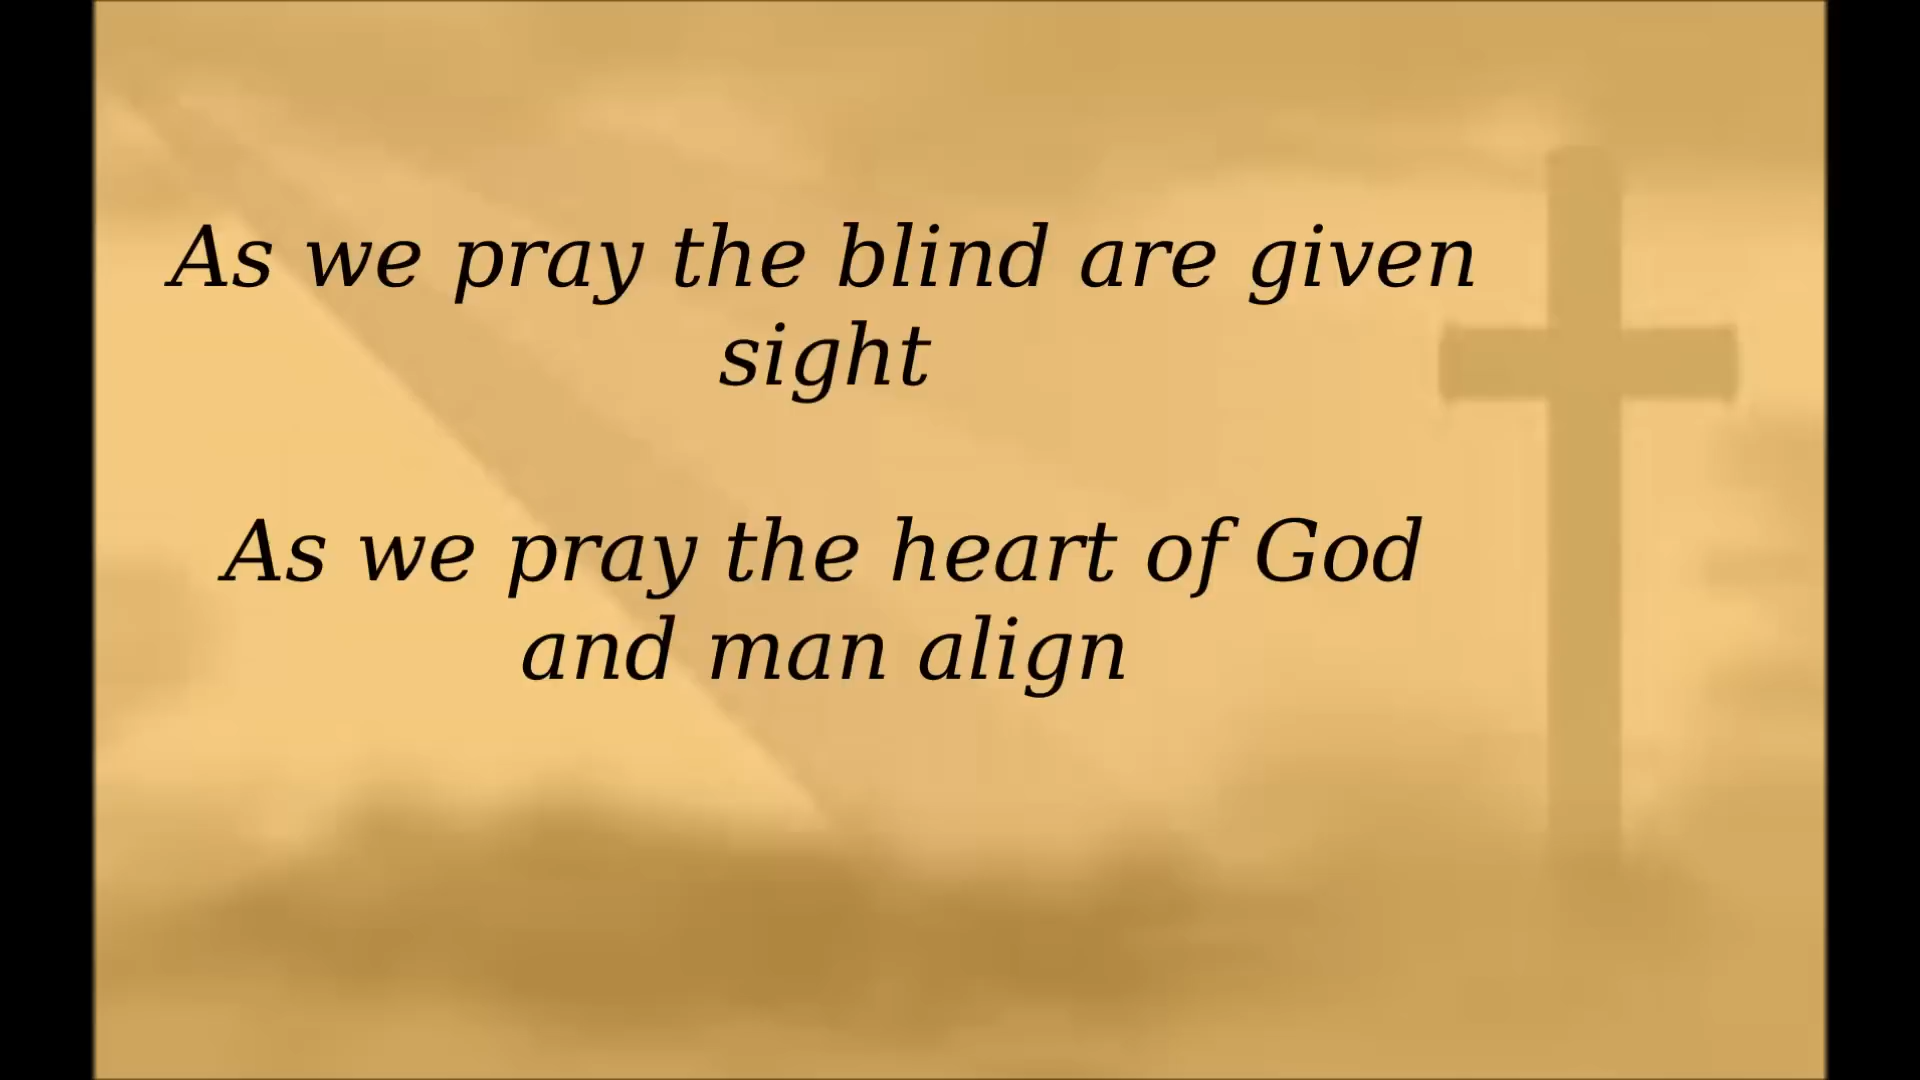 As we pray the blind are given
sight
As we pray the heart of God
and man align